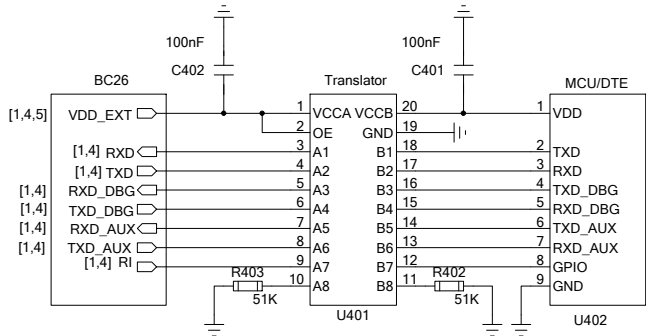 100nF 100nF
C402 C401
BC26 Translator MCU/DTE
[1,4,5] VDD_EXT 1 VCCA VCCB 20 1 VDD
2 OE GND 19
[1,4] RXD 3 A1 B1 18 2 TXD
[1,4] TXD 4 A2 B2 17 3 RXD
[1,4] RXD_DBG 5 A3 B3 16 4 TXD_DBG
[1,4] TXD_DBG 6 A4 B4 15 5 RXD_DBG
[1,4] RXD_AUX 7 A5 B5 14 6 TXD_AUX
[1,4] TXD_AUX 8 A6 B6 13 7 RXD_AUX
[1,4] RI 9 A7 B7 12 8 GPIO
R403 10 A8 B8 11 R402 9 GND
51K 51K
U401 U402